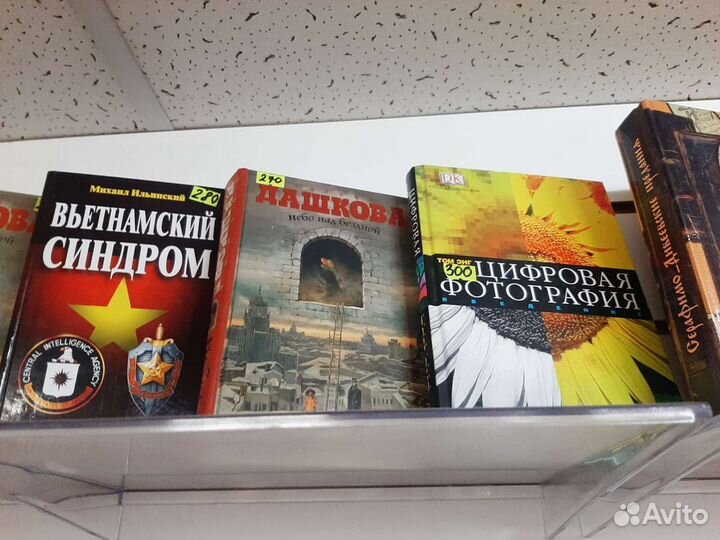 Михаил Ильинский
280
ВЬЕТНАМСКИЙ
СИНДРОМ
CENTRAL INTELLIGENCE AGENCY
270
ДАШКОВА
Небо над бездной
DK
ЦИФРОВАЯ
ТОМ ЭНГ
300
ЦИФРОВАЯ
ФОТОГРАФИЯ
ВВЕДЕНИЕ
Avito